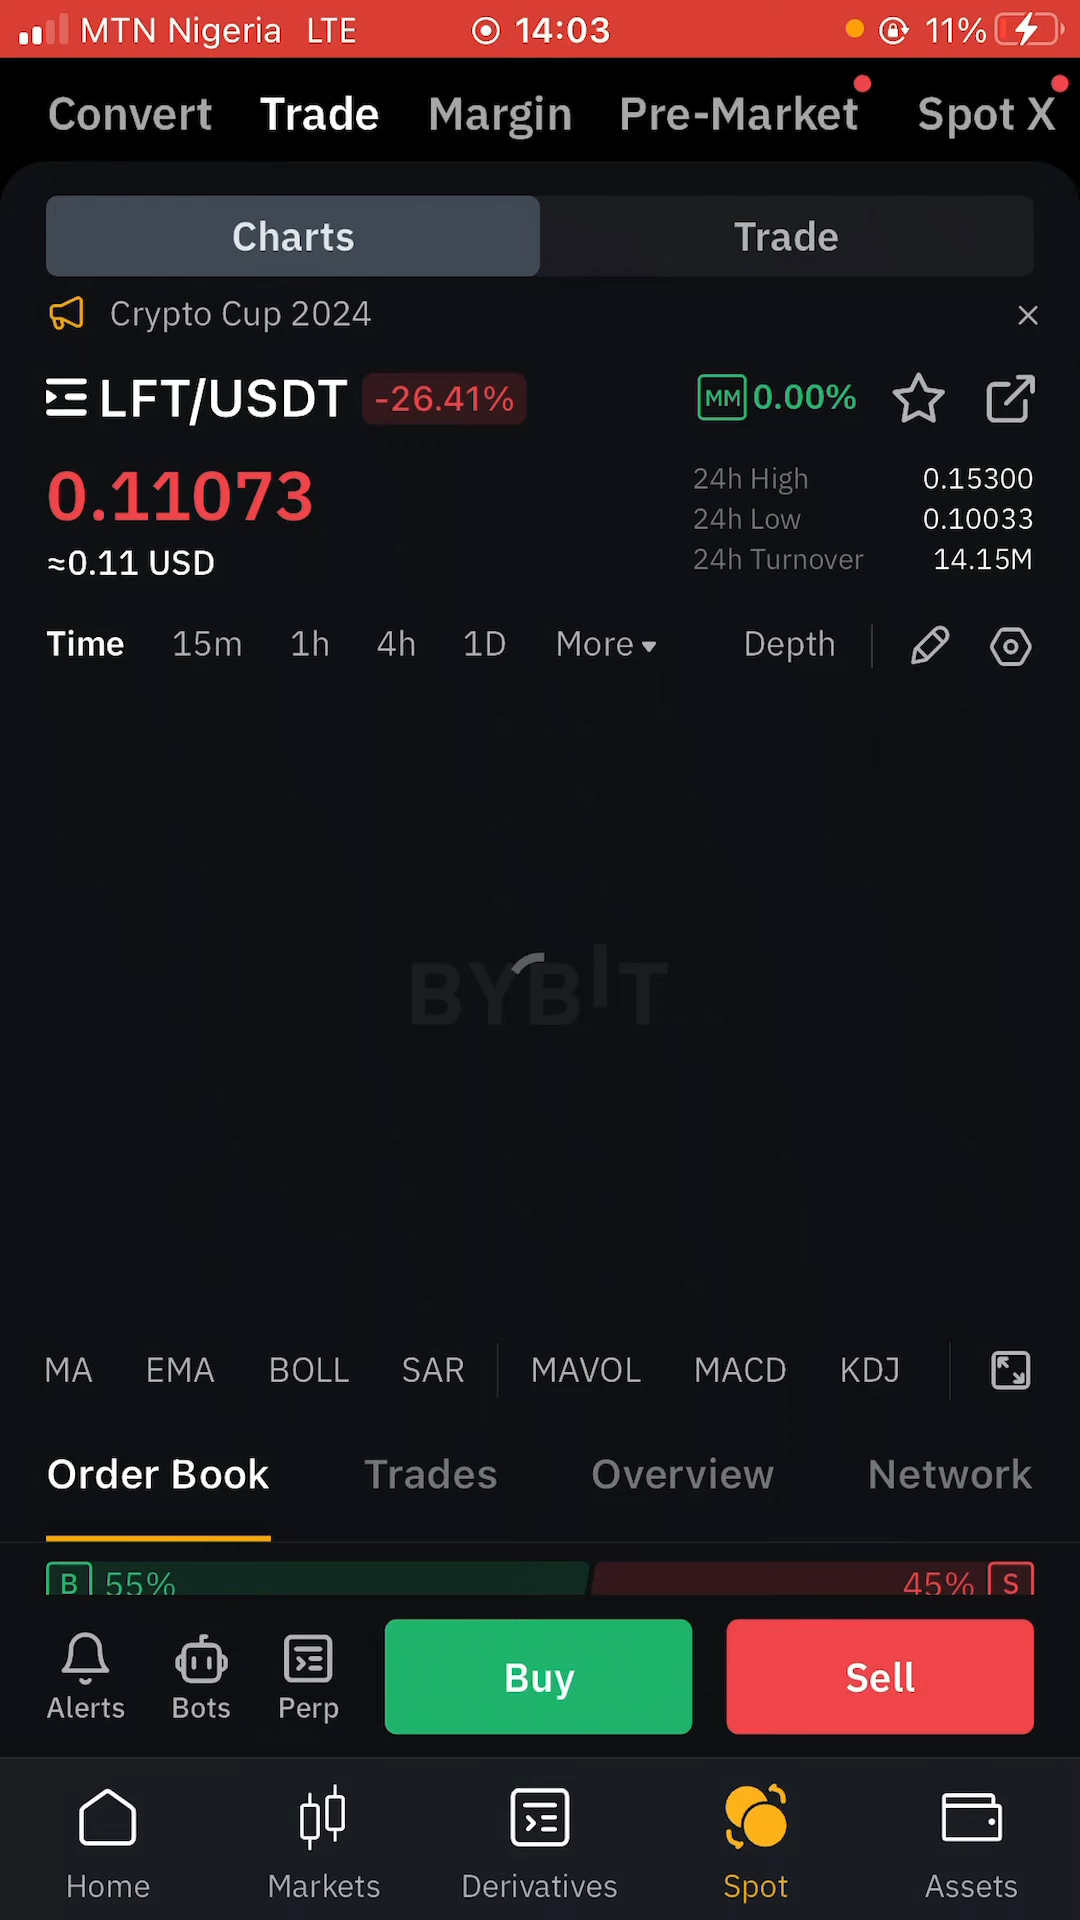 MTN Nigeria LTE 14:03 11%
Convert Trade Margin Pre-Market Spot X
Charts Trade
Crypto Cup 2024
LFT/USDT -26.41% MM 0.00%
0.11073
≈0.11 USD
24h High 0.15300
24h Low 0.10033
24h Turnover 14.15M
Time 15m 1h 4h 1D More Depth
BYBIT
MA EMA BOLL SAR MAVOL MACD KDJ
Order Book Trades Overview Network
B 55% 45% S
Alerts Bots Perp Buy Sell
Home Markets Derivatives Spot Assets